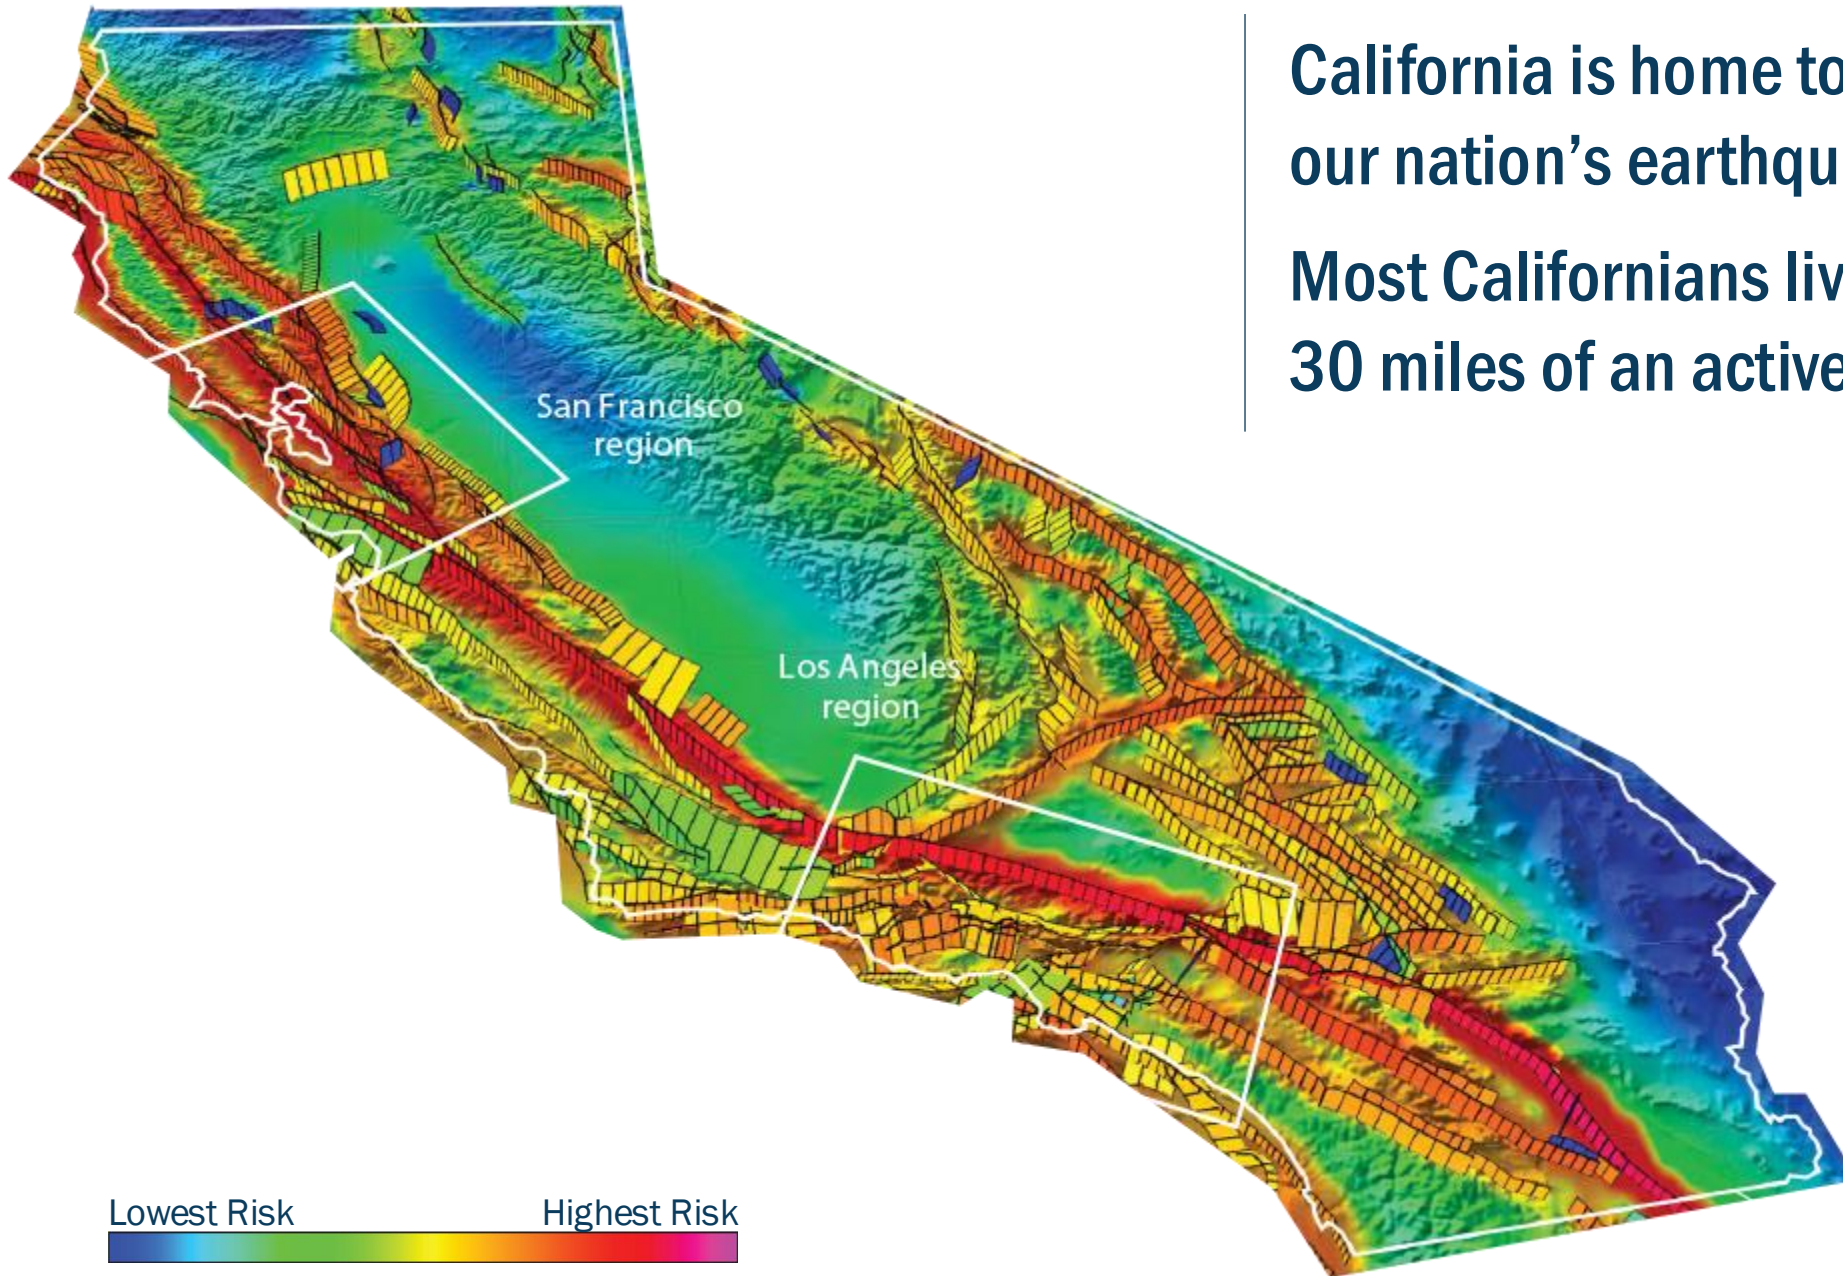 California is home to
our nation’s earthqu
Most Californians liv
30 miles of an active
San Francisco
region
Los Angeles
region
Lowest Risk
Highest Risk